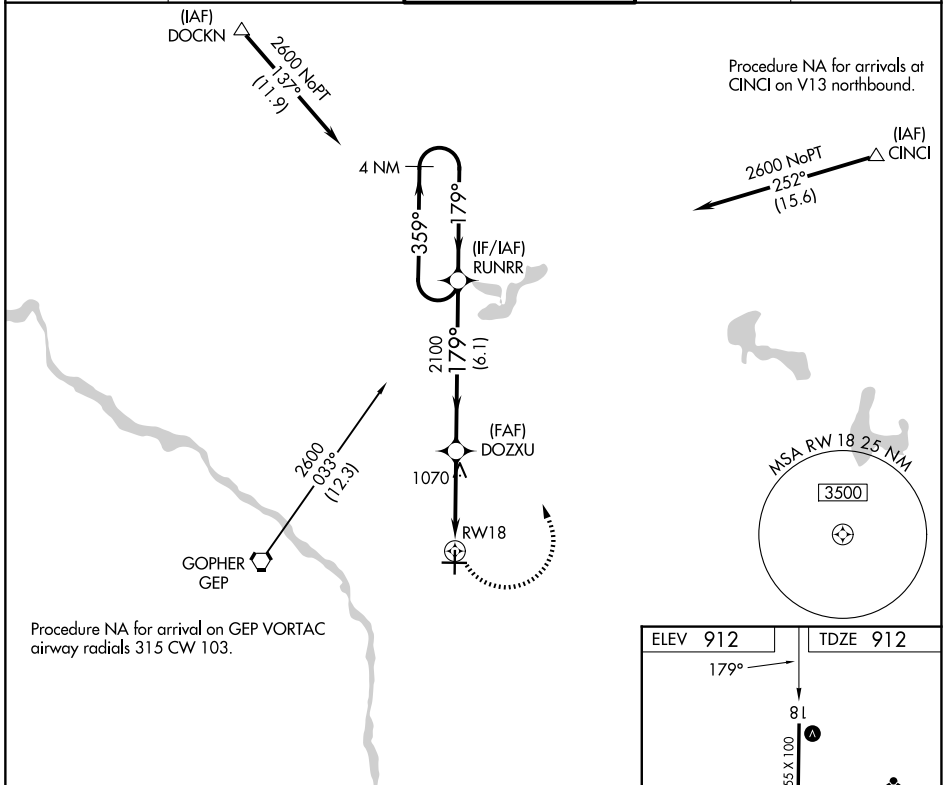 (IAF)
DOCKN
2600 NoPT
137°
(11.9)
Procedure NA for arrivals at
CINCI on V13 northbound.
(IAF)
CINCI
2600 NoPT
252°
(15.6)
4 NM
359°
179°
(IF/IAF)
RUNRR
2100
179°
(6.1)
(FAF)
DOZXU
1070
2600
033°
(12.3)
RW18
GOPHER
GEP
MSA RW 18 25 NM
3500
Procedure NA for arrival on GEP VORTAC
airway radials 315 CW 103.
ELEV 912
TDZE 912
179°
18
55 X 100